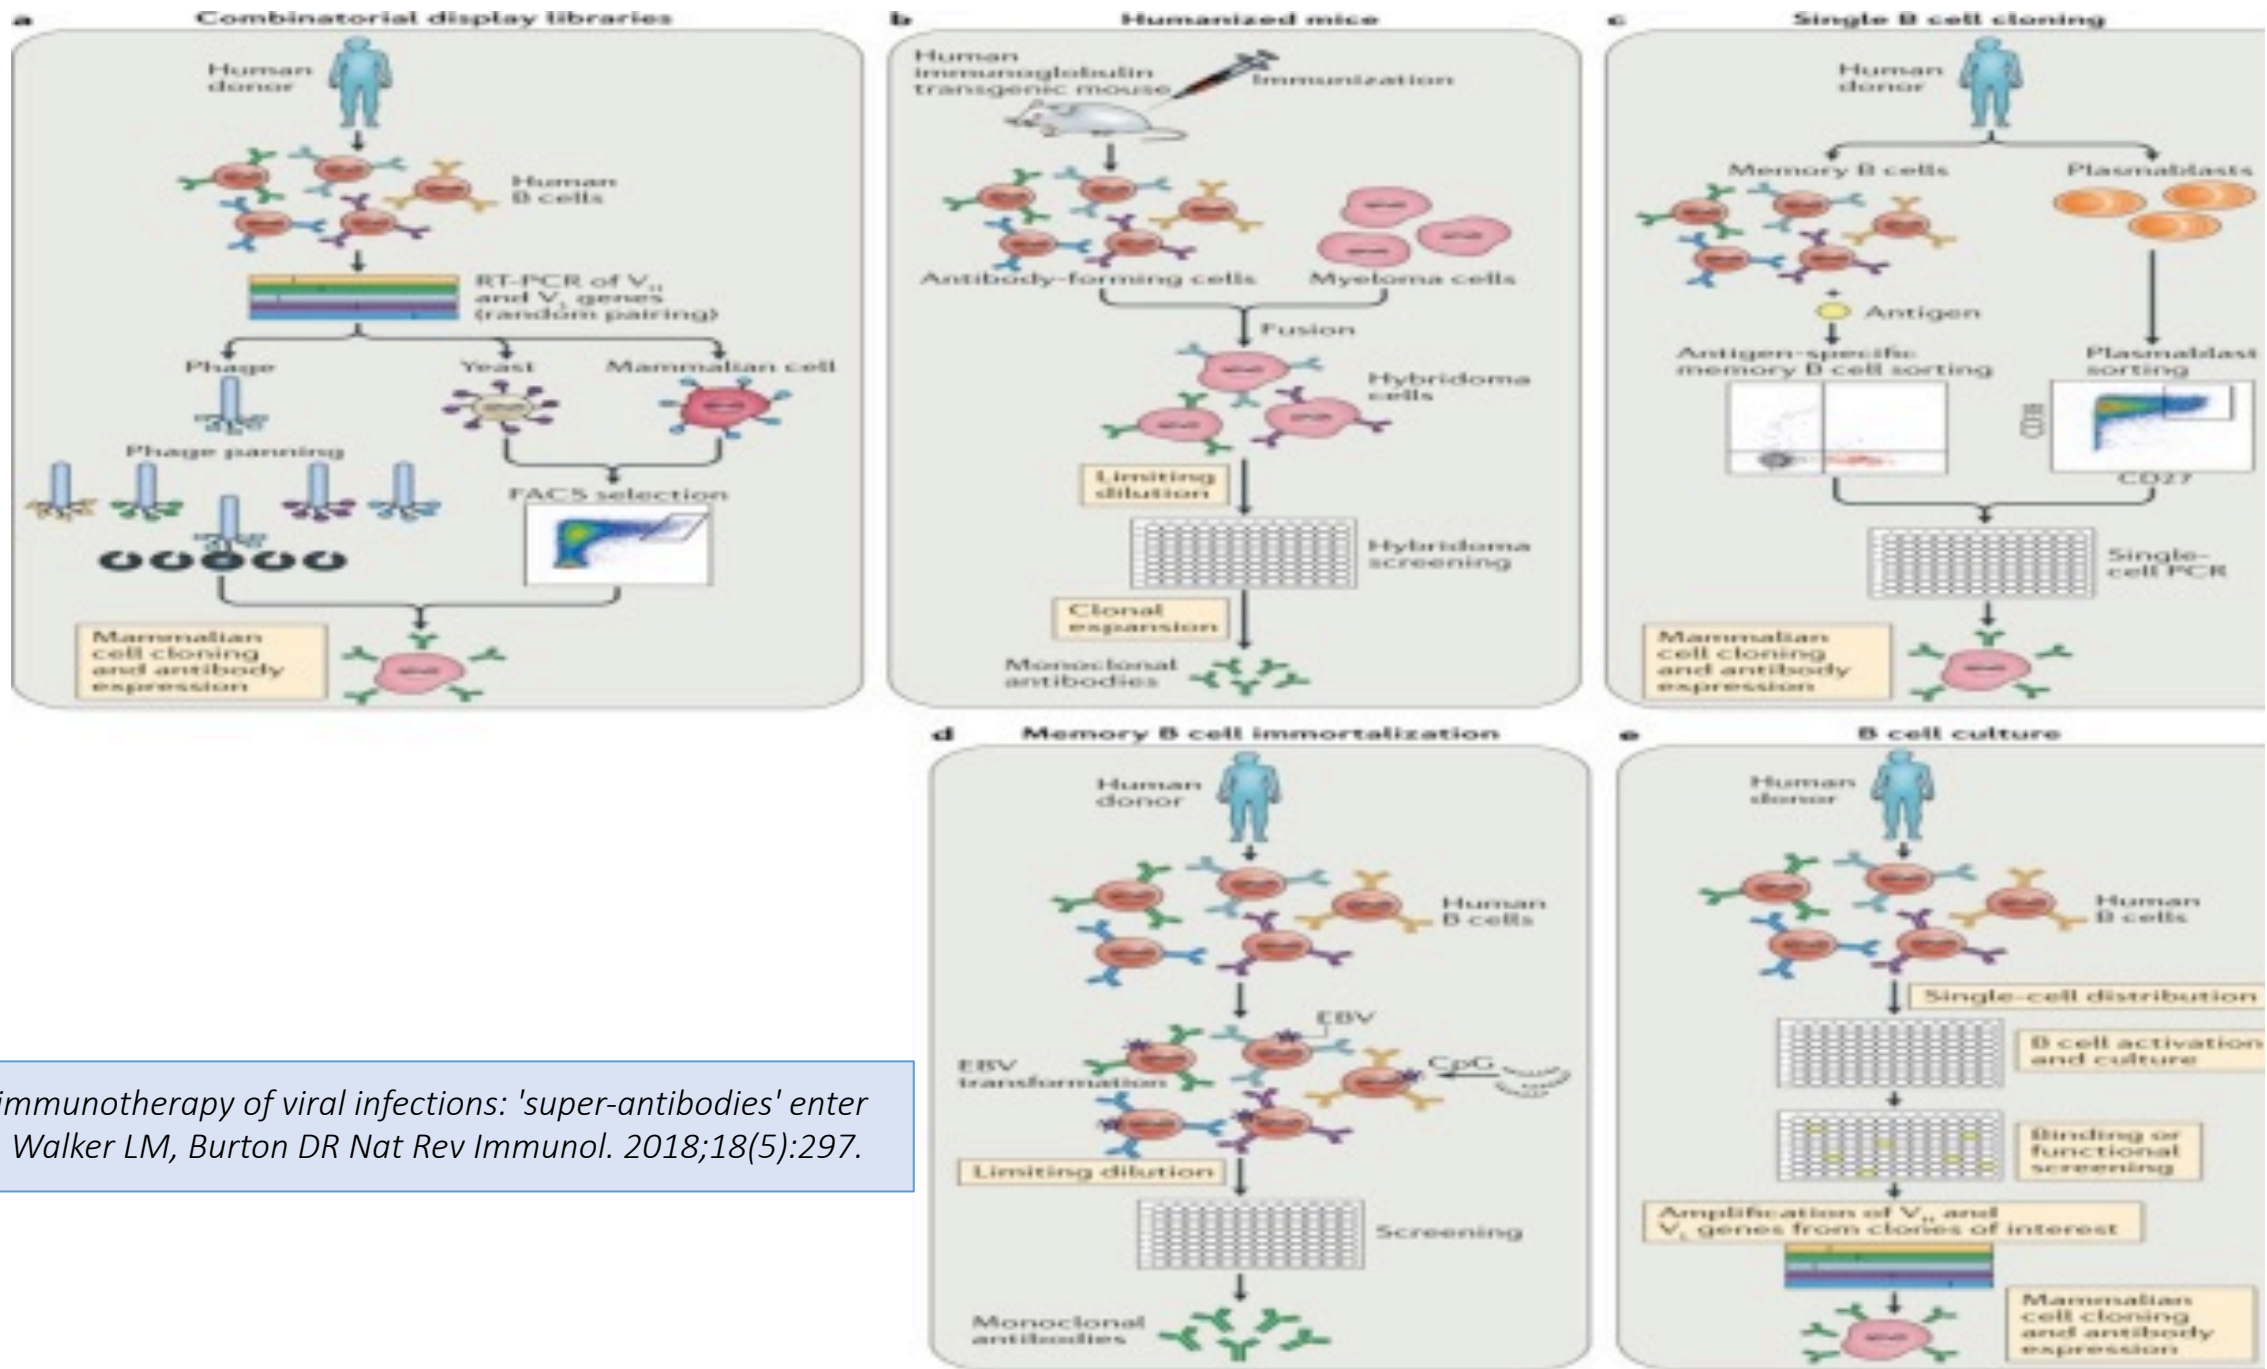 a Combinatorial display libraries
Human
donor
Human
B cells
RT-PCR of VH
and VL genes
(random pairing)
Phage
Yeast
Mammalian cell
Phage panning
FACS selection
Mammalian
cell cloning
and antibody
expression
b Humanized mice
Human
immunoglobulin
transgenic mouse
Immunization
Antibody-forming cells
Myeloma cells
Fusion
Hybridoma
cells
Limiting
dilution
Hybridoma
screening
Clonal
expansion
Monoclonal
antibodies
c Single B cell cloning
Human
donor
Memory B cells
Plasmablasts
Antigen
Antigen-specific
memory B cell sorting
Plasmablast
sorting
CD38
CD27
Single-
cell PCR
Mammalian
cell cloning
and antibody
expression
d Memory B cell immortalization
Human
donor
Human
B cells
EBV
EBV
transformation
CpG
Limiting dilution
Screening
Monoclonal
antibodies
e B cell culture
Human
donor
Human
B cells
Single-cell distribution
B cell activation
and culture
Binding or
functional
screening
Amplification of VH and
VL genes from clones of interest
Mammalian
cell cloning
and antibody
expression
immunotherapy of viral infections: 'super-antibodies' enter
Walker LM, Burton DR Nat Rev Immunol. 2018;18(5):297.